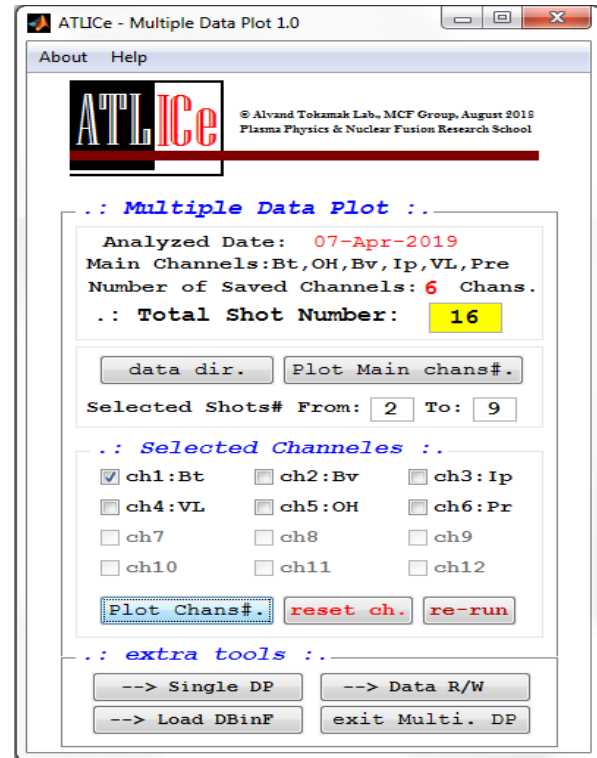 ATLICe - Multiple Data Plot 1.0
About Help
ATLICe
© Alvand Tokamak Lab., MCF Group, August 2018
Plasma Physics & Nuclear Fusion Research School
.: Multiple Data Plot :.
Analyzed Date: 07-Apr-2019
Main Channels:Bt,OH,Bv,Ip,VL,Pre
Number of Saved Channels: 6 Chans.
.: Total Shot Number: 16
data dir. Plot Main chans#.
Selected Shots# From: 2 To: 9
.: Selected Channeles :.
ch1:Bt ch2:Bv ch3:Ip
ch4:VL ch5:OH ch6:Pr
ch7 ch8 ch9
ch10 ch11 ch12
Plot Chans#. reset ch. re-run
.: extra tools :.
--> Single DP --> Data R/W
--> Load DBinF exit Multi. DP